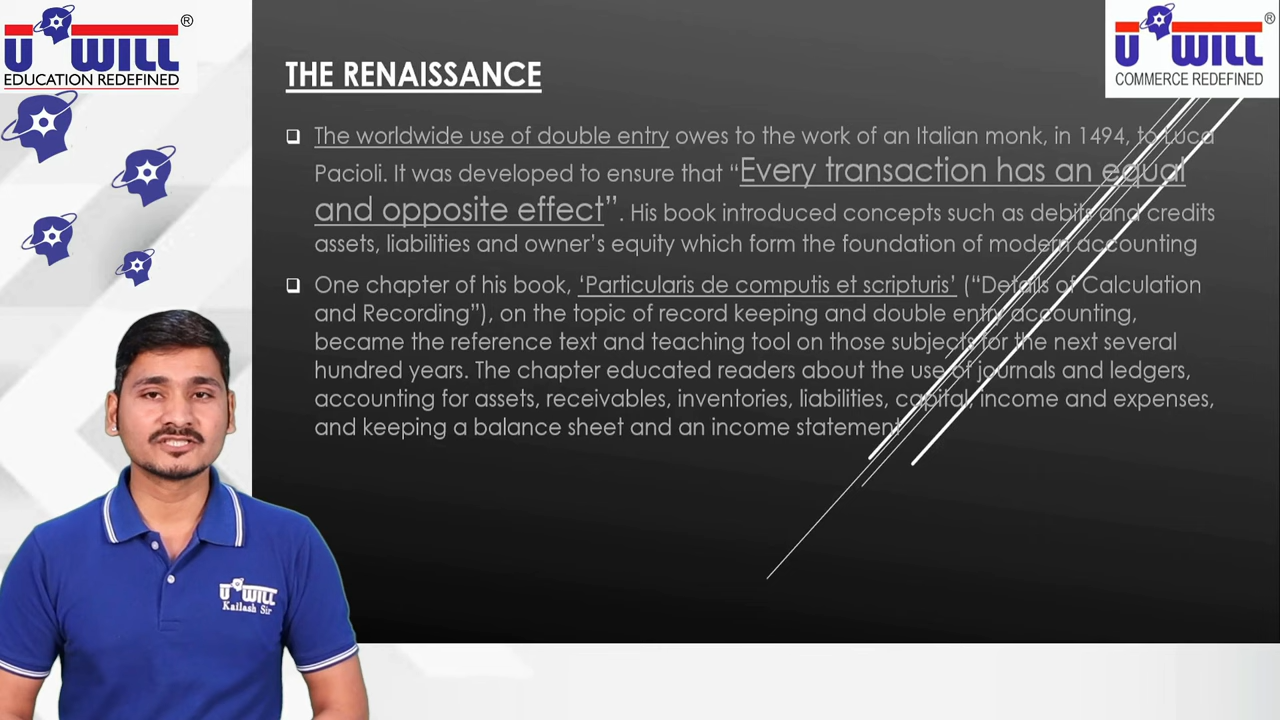 U WILL ®
EDUCATION REDEFINED
U WILL ®
COMMERCE REDEFINED
THE RENAISSANCE
The worldwide use of double entry owes to the work of an Italian monk, in 1494, to Luca
Pacioli. It was developed to ensure that “Every transaction has an equal
and opposite effect”. His book introduced concepts such as debits and credits
assets, liabilities and owner’s equity which form the foundation of modern accounting
One chapter of his book, ‘Particularis de computis et scripturis’ (“Details of Calculation
and Recording”), on the topic of record keeping and double entry accounting,
became the reference text and teaching tool on those subjects for the next several
hundred years. The chapter educated readers about the use of journals and ledgers,
accounting for assets, receivables, inventories, liabilities, capital, income and expenses,
and keeping a balance sheet and an income statement
U WILL
Kailash Sir